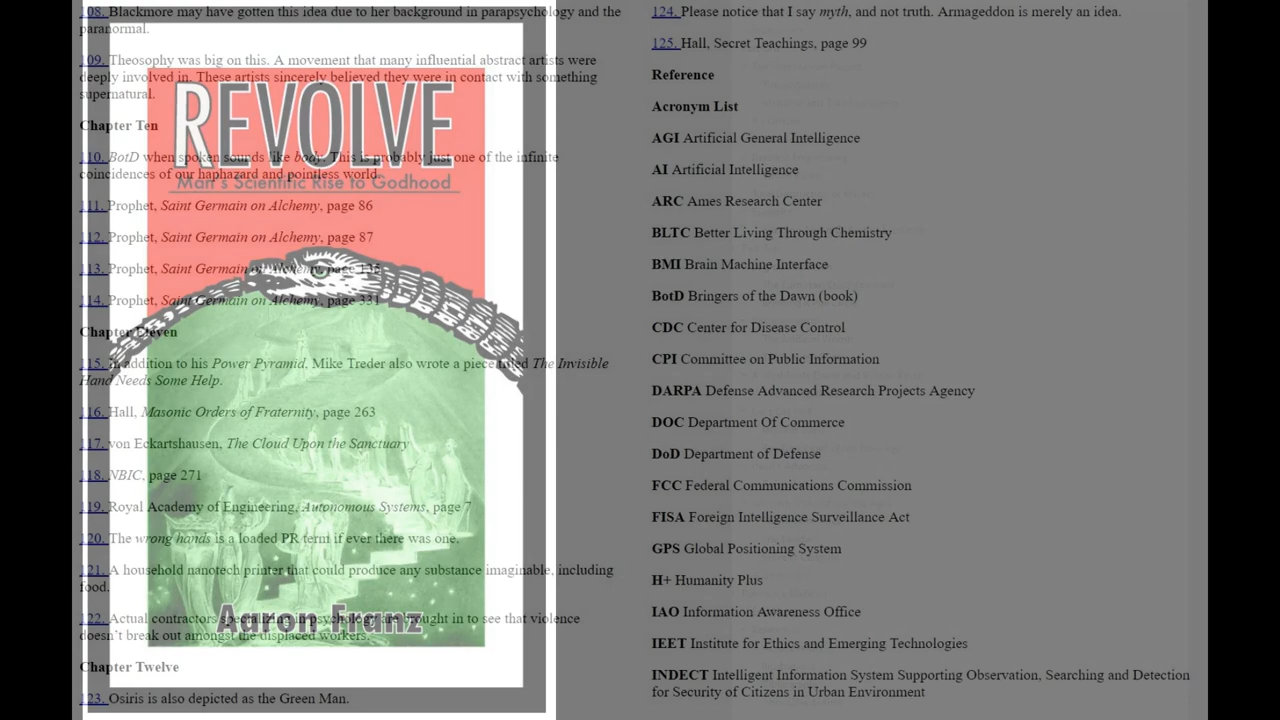 108. Blackmore may have gotten this idea due to her background in parapsychology and the
paranormal.
109. Theosophy was big on this. A movement that many influential abstract artists were
deeply involved in. These artists sincerely believed they were in contact with something
supernatural.
Chapter Ten
110. BotD when spoken sounds like body. This is probably just one of the infinite
coincidences of our haphazard and pointless world.
111. Prophet, Saint Germain on Alchemy, page 86
112. Prophet, Saint Germain on Alchemy, page 87
113. Prophet, Saint Germain on Alchemy, page
114. Prophet, Saint Germain on Alchemy, page 331
Chapter Eleven
115. In addition to his Power Pyramid, Mike Treder also wrote a piece titled The Invisible
Hand Needs Some Help.
116. Hall, Masonic Orders of Fraternity, page 263
117. von Eckartshausen, The Cloud Upon the Sanctuary
118. NBIC, page 271
119. Royal Academy of Engineering, Autonomous Systems, page 7
120. The wrong hands is a loaded PR term if ever there was one.
121. A household nanotech printer that could produce any substance imaginable, including
food.
122. Actual contractors specializing in psychology are brought in to see that violence
doesn't break out amongst the displaced workers.
Chapter Twelve
123. Osiris is also depicted as the Green Man.
REVOLVE
Man's Scientific Rise to Godhood
Aaron Franz
124. Please notice that I say myth, and not truth. Armageddon is merely an idea.
125. Hall, Secret Teachings, page 99
Reference
Acronym List
AGI Artificial General Intelligence
AI Artificial Intelligence
ARC Ames Research Center
BLTC Better Living Through Chemistry
BMI Brain Machine Interface
BotD Bringers of the Dawn (book)
CDC Center for Disease Control
CPI Committee on Public Information
DARPA Defense Advanced Research Projects Agency
DOC Department Of Commerce
DoD Department of Defense
FCC Federal Communications Commission
FISA Foreign Intelligence Surveillance Act
GPS Global Positioning System
H+ Humanity Plus
IAO Information Awareness Office
IEET Institute for Ethics and Emerging Technologies
INDECT Intelligent Information System Supporting Observation, Searching and Detection
for Security of Citizens in Urban Environment